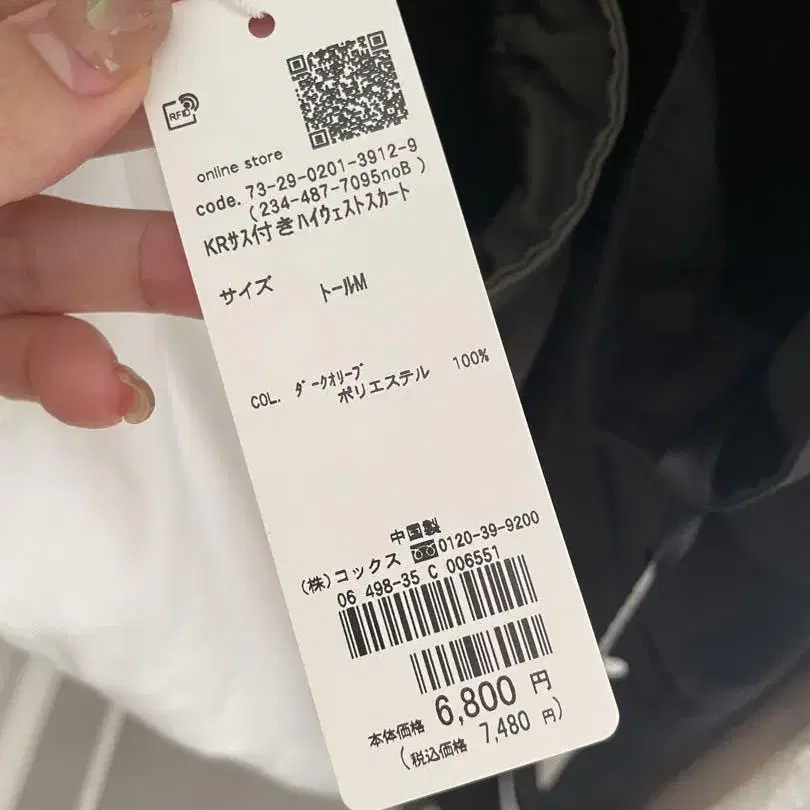 RFID
online store
code. 73-29-0201-3912-9
(234-487-7095noB )
KRｻｽ付きﾊｲｳｪｽﾄｽｶｰﾄ
サイズ ﾄｰﾙM
COL. ﾀﾞｰｸｵﾘｰﾌﾞ
ポリエステル 100%
中国製
(株)コックス 0120-39-9200
06 498-35 C 006551
本体価格 6,800 円
(税込価格 7,480 円)